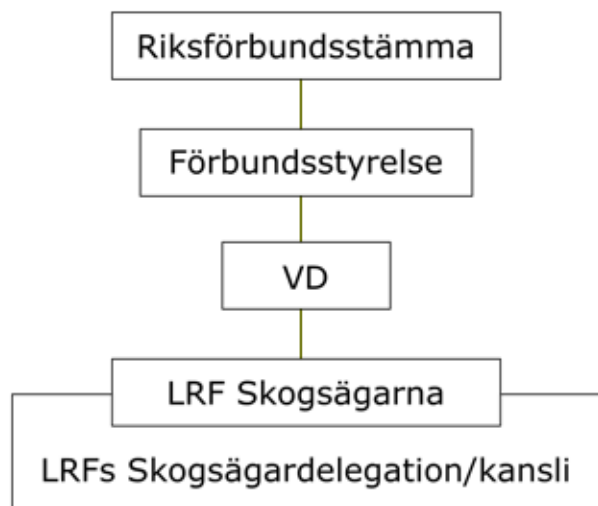 Riksförbundsstämma
Förbundsstyrelse
VD
LRF Skogsägarna
LRFs Skogsägardelegation/kansli